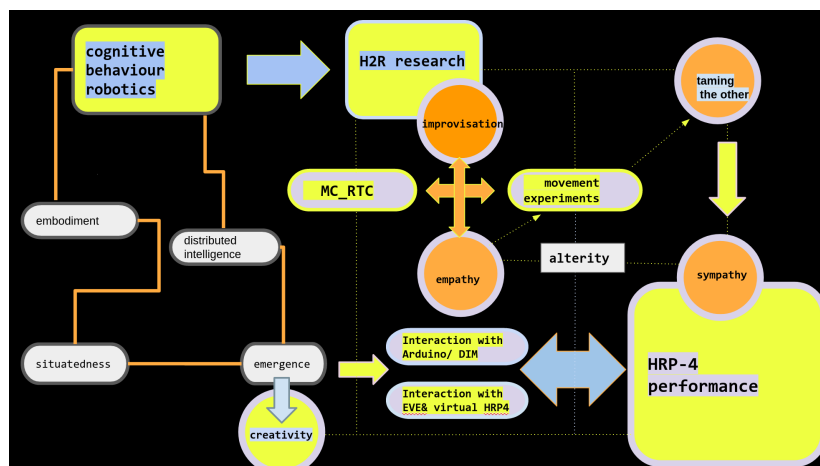 cognitive
behaviour
robotics
H2R research
taming
the other
improvisation
MC_RTC
movement
experiments
embodiment
distributed
intelligence
alterity
empathy
sympathy
situatedness
emergence
Interaction with
Arduino/ DIM
HRP-4
performance
Interaction with
EVE& virtual HRP4
creativity